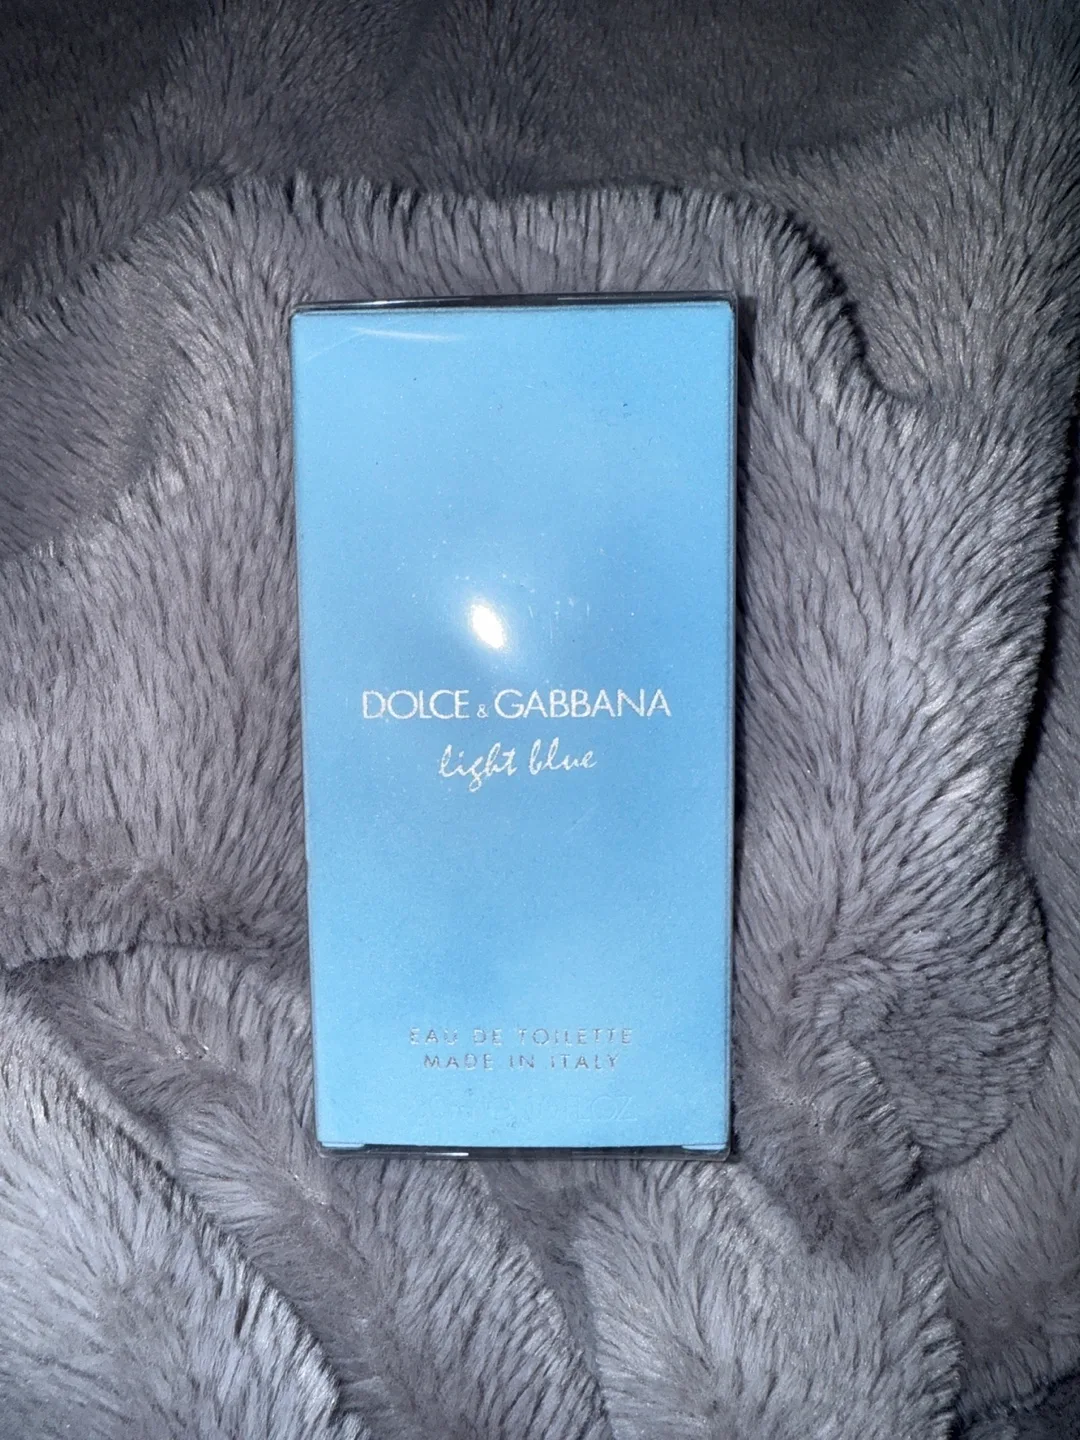 DOLCE & GABBANA
light blue
EAU DE TOILETTE
MADE IN ITALY